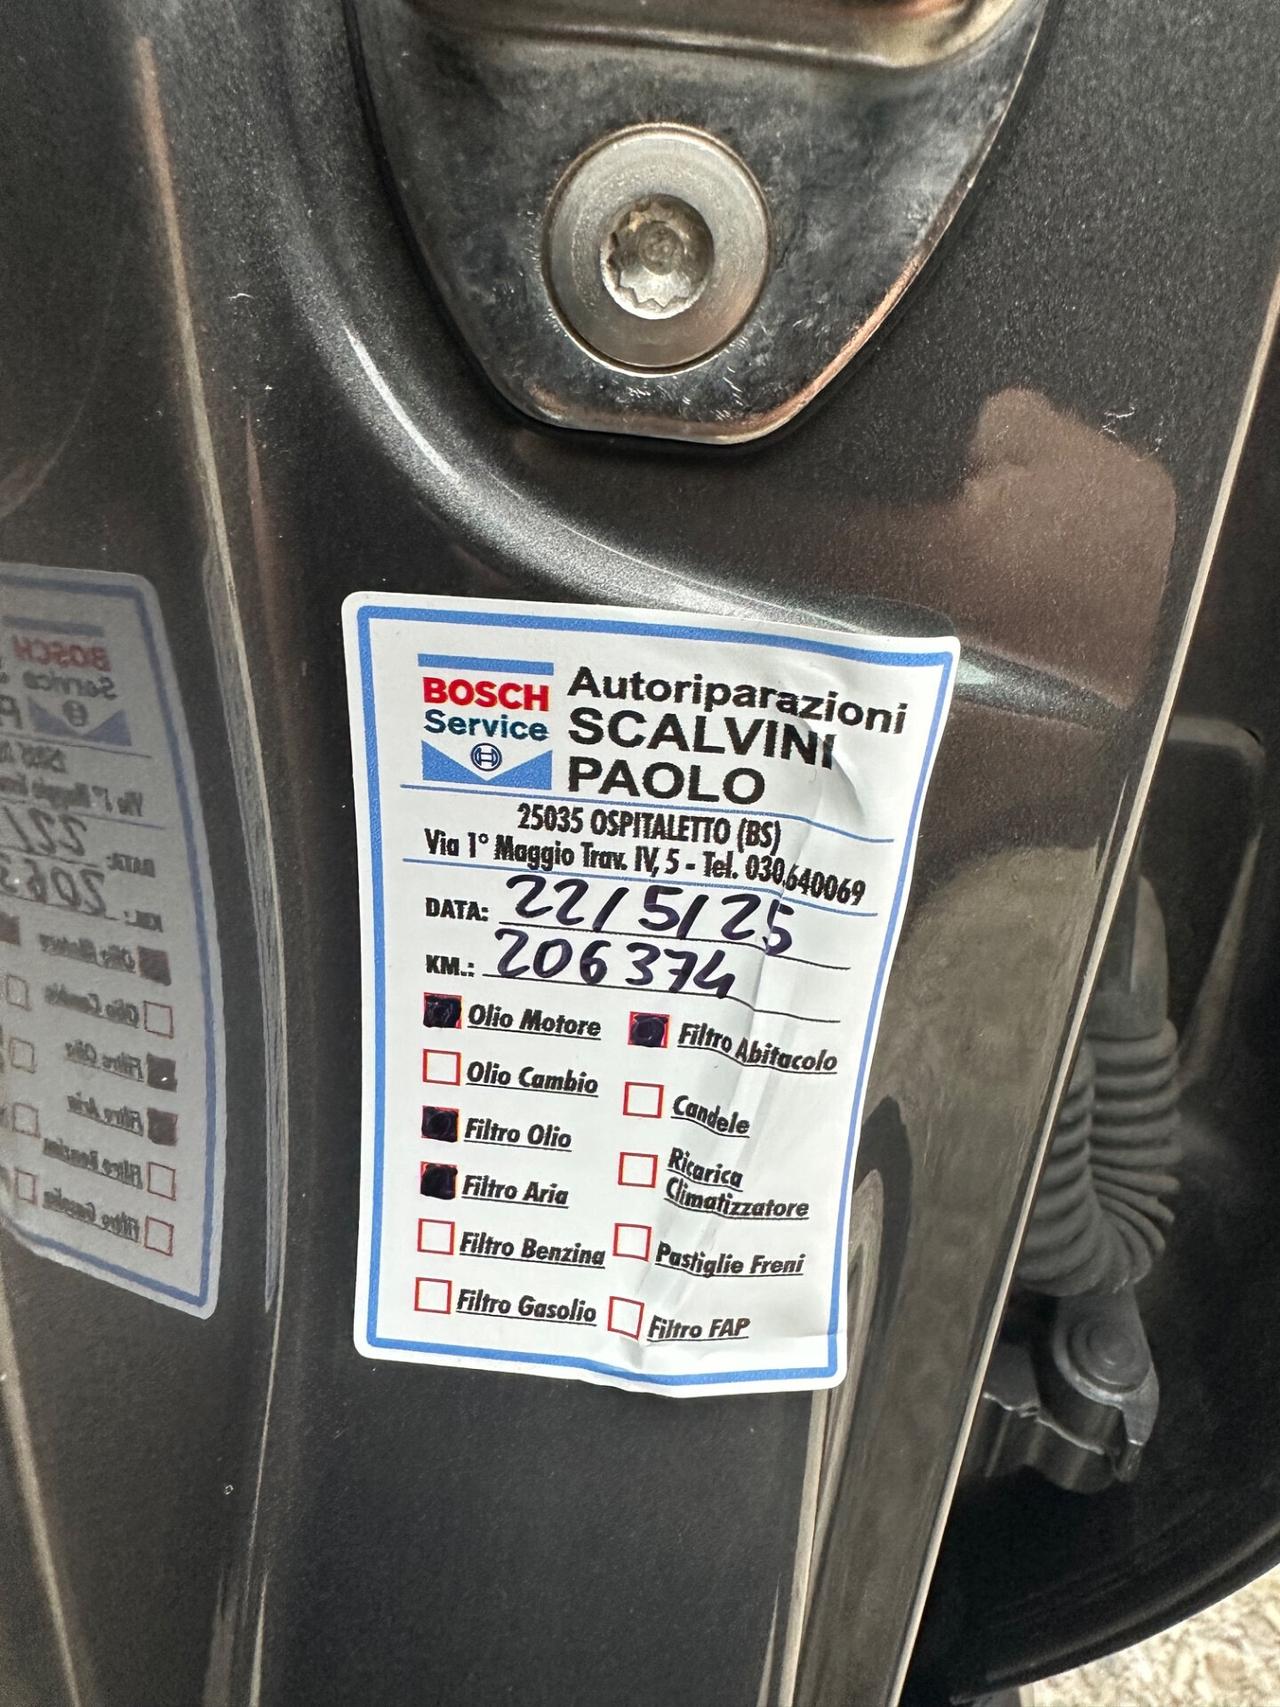 BOSCH
Service
Autoriparazioni
SCALVINI
PAOLO
25035 OSPITALETTO (BS)
Via 1° Maggio Trav. IV, 5 - Tel. 030.640069
DATA: 22/5/25
KM.: 206374
Olio Motore
Filtro Abitacolo
Olio Cambio
Candele
Filtro Olio
Ricarica
Climatizzatore
Filtro Aria
Filtro Benzina
Pastiglie Freni
Filtro Gasolio
Filtro FAP